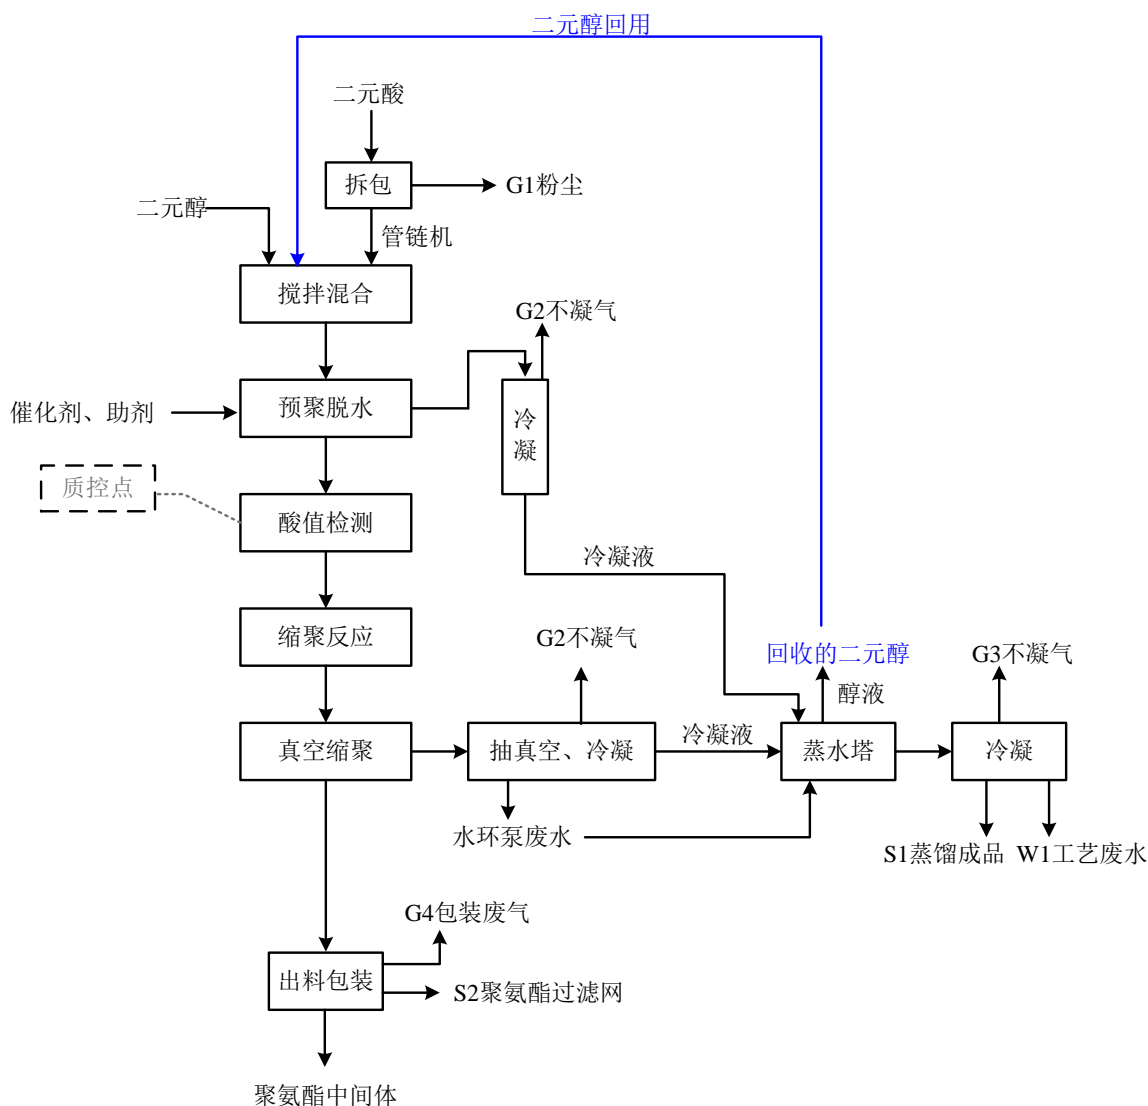 二元醇回用
二元酸
拆包
G1粉尘
二元醇
管链机
搅拌混合
G2不凝气
预聚脱水
催化剂、助剂
冷
凝
质控点
酸值检测
冷凝液
缩聚反应
G2不凝气
回收的二元醇
G3不凝气
醇液
真空缩聚
抽真空、冷凝
冷凝液
蒸水塔
冷凝
水环泵废水
S1蒸馏成品
W1工艺废水
G4包装废气
出料包装
S2聚氨酯过滤网
聚氨酯中间体